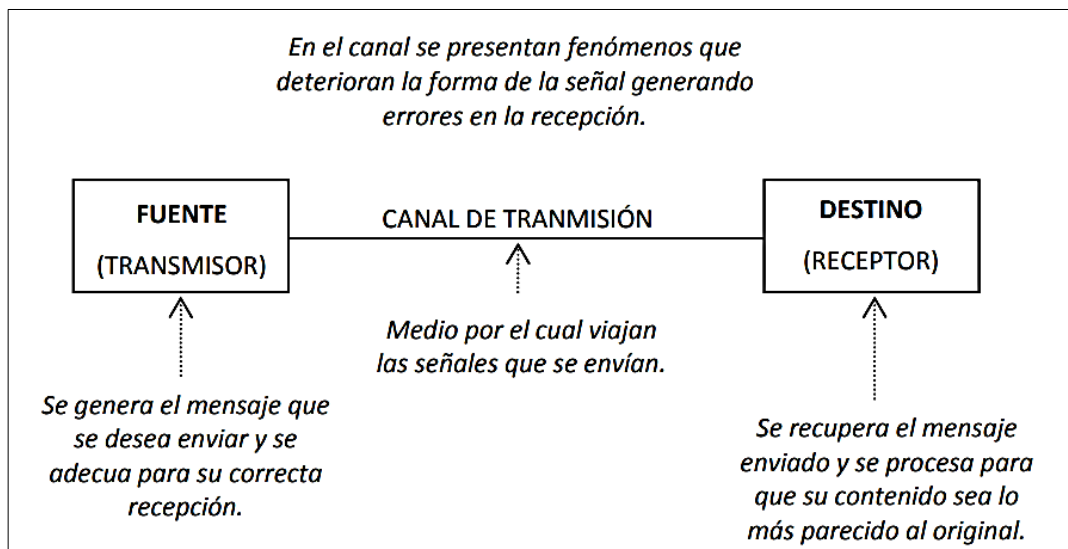 En el canal se presentan fenómenos que
deterioran la forma de la señal generando
errores en la recepción.
FUENTE
(TRANSMISOR)
CANAL DE TRANMISIÓN
DESTINO
(RECEPTOR)
Medio por el cual viajan
las señales que se envían.
Se genera el mensaje que
se desea enviar y se
adecua para su correcta
recepción.
Se recupera el mensaje
enviado y se procesa para
que su contenido sea lo
más parecido al original.